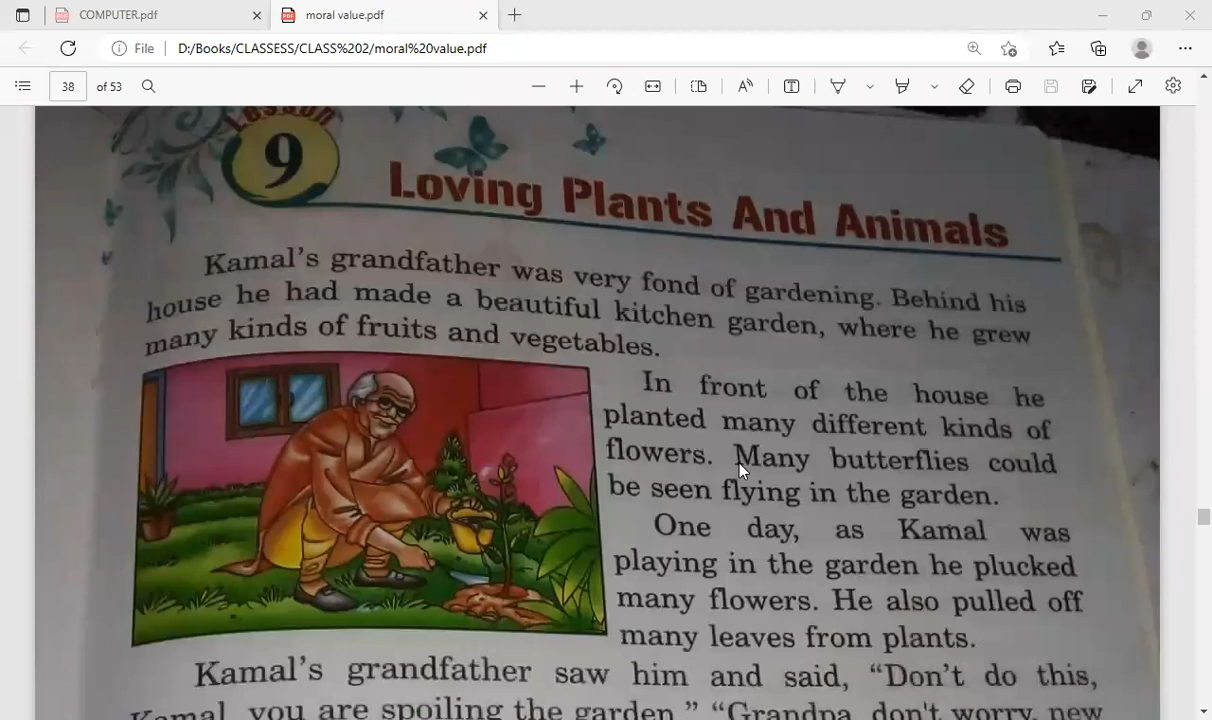 COMPUTER.pdf
moral value.pdf
File
D:/Books/CLASSESS/CLASS%202/moral%20value.pdf
38 of 53
Lesson
9
Loving Plants And Animals
Kamal's grandfather was very fond of gardening. Behind his
house he had made a beautiful kitchen garden, where he grew
many kinds of fruits and vegetables.
In front of the house he
planted many different kinds of
flowers. Many butterflies could
be seen flying in the garden.
One day, as Kamal was
playing in the garden he plucked
many flowers. He also pulled off
many leaves from plants.
Kamal's grandfather saw him and said, “Don't do this,
Kamal, you are spoiling the garden.” “Grandpa, don't worry, new